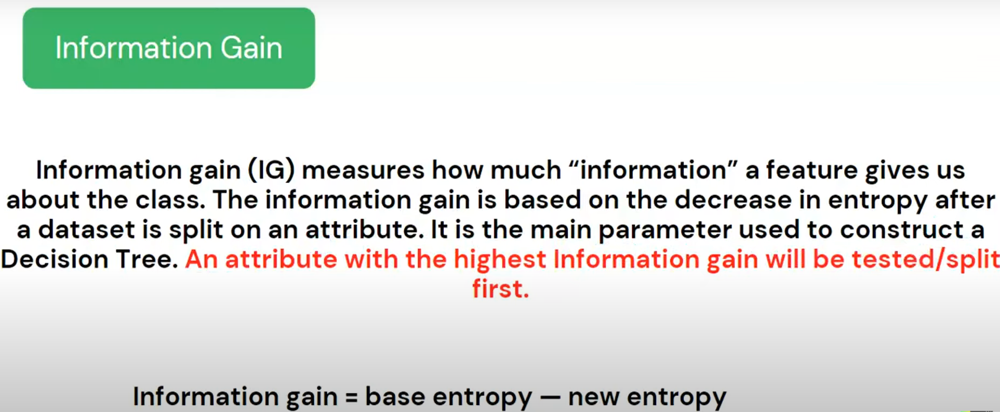 Information Gain
Information gain (IG) measures how much “information” a feature gives us
about the class. The information gain is based on the decrease in entropy after
a dataset is split on an attribute. It is the main parameter used to construct a
Decision Tree. An attribute with the highest Information gain will be tested/split
first.
Information gain = base entropy — new entropy